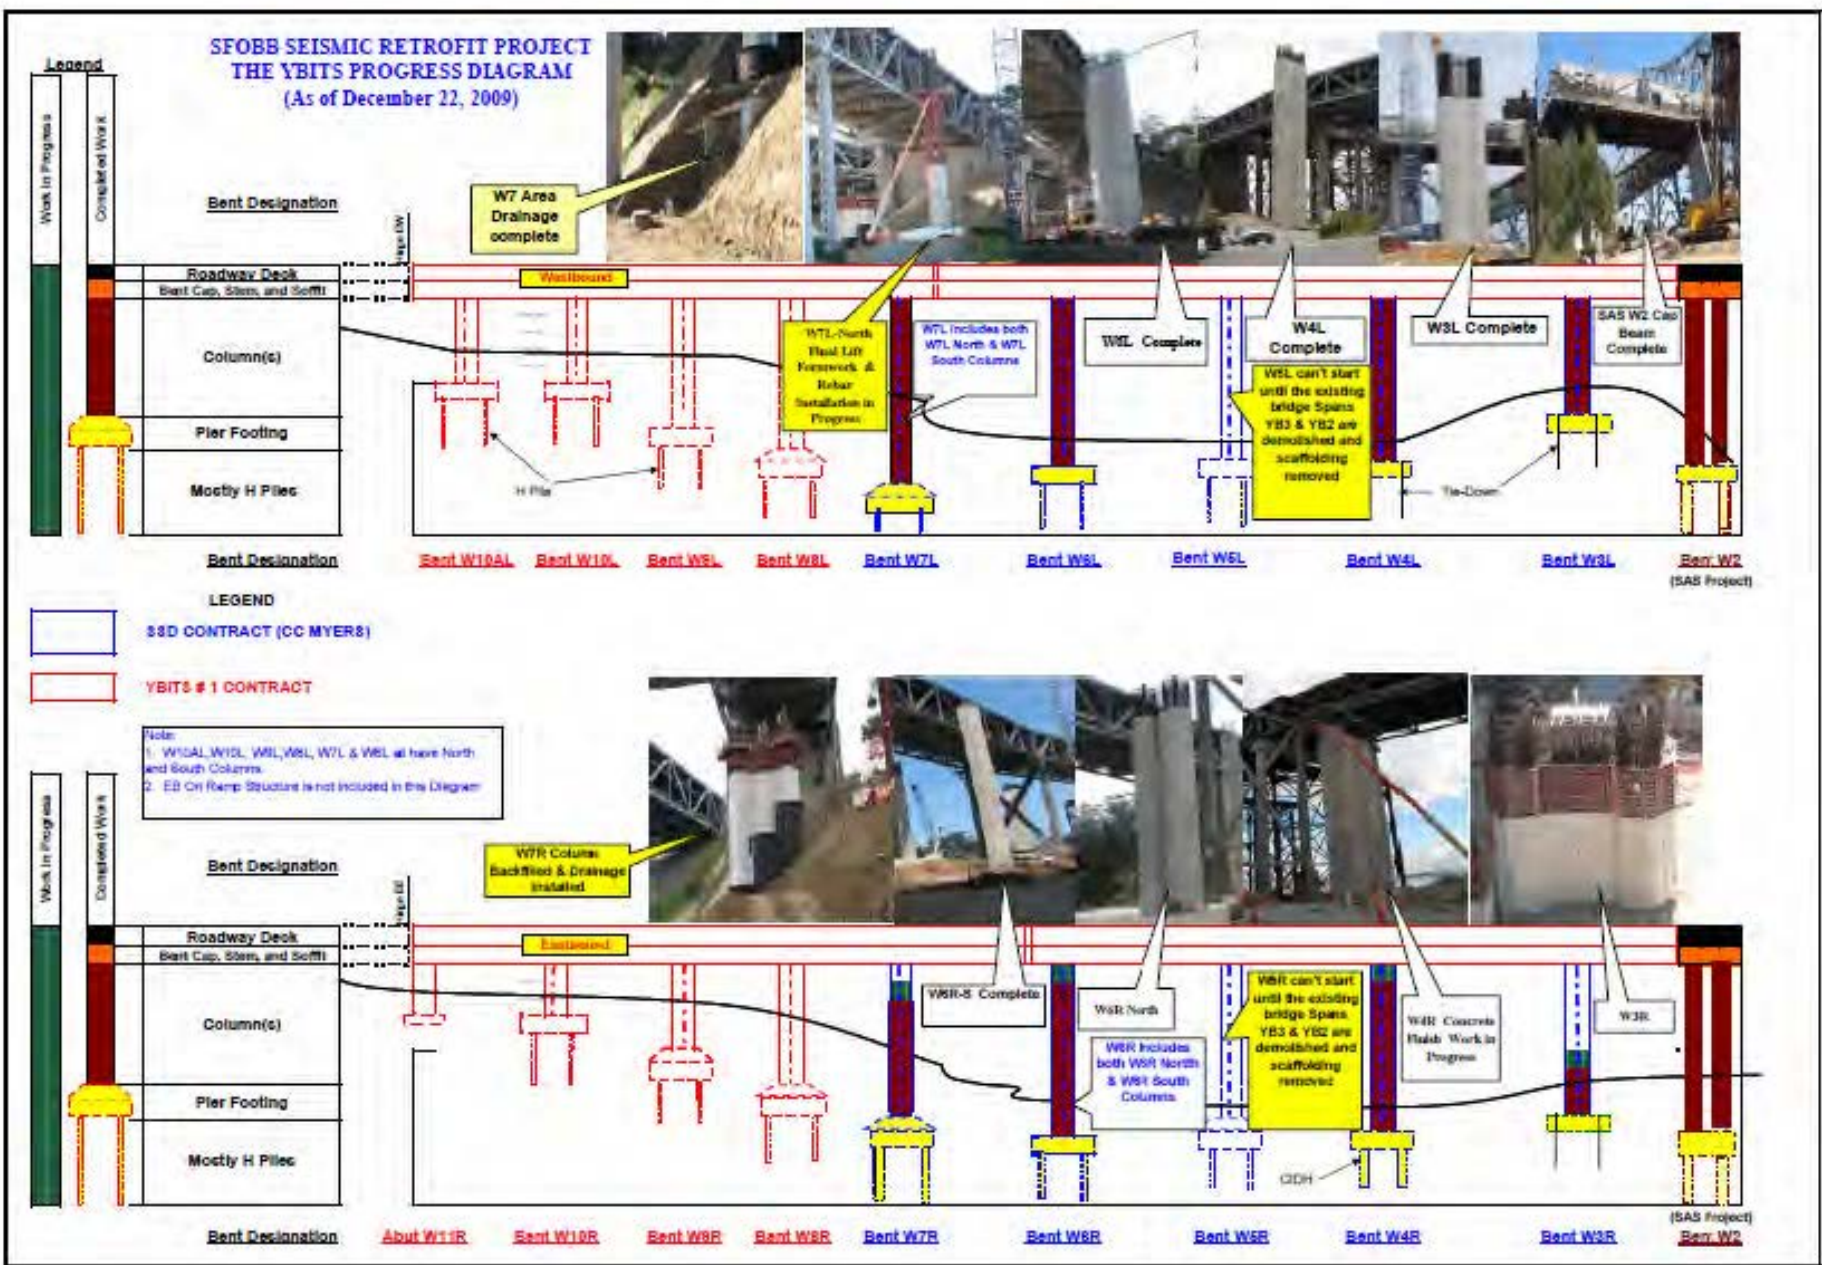 SFOBB SEISMIC RETROFIT PROJECT
THE YBITS PROGRESS DIAGRAM
(As of December 22, 2009)
Legend
Work In Progress
Completed Work
Bent Designation
W7 Area
Drainage
complete
Roadway Deck
Bent Cap, Stem, and Soffit
Column(s)
Pier Footing
Mostly H Piles
Westbound
H Pile
W7L-North
Final Lift
Formwork &
Rebar
Installation in
Progress
W7L includes both
W7L North & W7L
South Columns
W6L Complete
W4L
Complete
W5L can't start
until the existing
bridge Spans
YB3 & YB2 are
demolished and
scaffolding
removed
W3L Complete
SAS W2 Cap
Beam
Complete
Tie-Down
Bent Designation
Bent W10AL
Bent W10L
Bent W9L
Bent W8L
Bent W7L
Bent W6L
Bent W5L
Bent W4L
Bent W3L
Bent W2
(SAS Project)
LEGEND
SSD CONTRACT (CC MYERS)
YBITS # 1 CONTRACT
Note:
1. W10AL, W10L, W9L, W8L, W7L & W6L all have North
and South Columns.
2. EB On Ramp Structure is not included in this Diagram
Work In Progress
Completed Work
Bent Designation
W7R Column
Backfilled & Drainage
installed
Roadway Deck
Bent Cap, Stem, and Soffit
Column(s)
Pier Footing
Mostly H Piles
Eastbound
W6R-S Complete
W6R North
W6R Includes
both W6R North
& W6R South
Columns
W5R can't start
until the existing
bridge Spans
YB3 & YB2 are
demolished and
scaffolding
removed
W4R Concrete
Finish Work in
Progress
W3R
CIDH
Bent Designation
Abut W11R
Bent W10R
Bent W9R
Bent W8R
Bent W7R
Bent W6R
Bent W5R
Bent W4R
Bent W3R
(SAS Project)
Bent W2